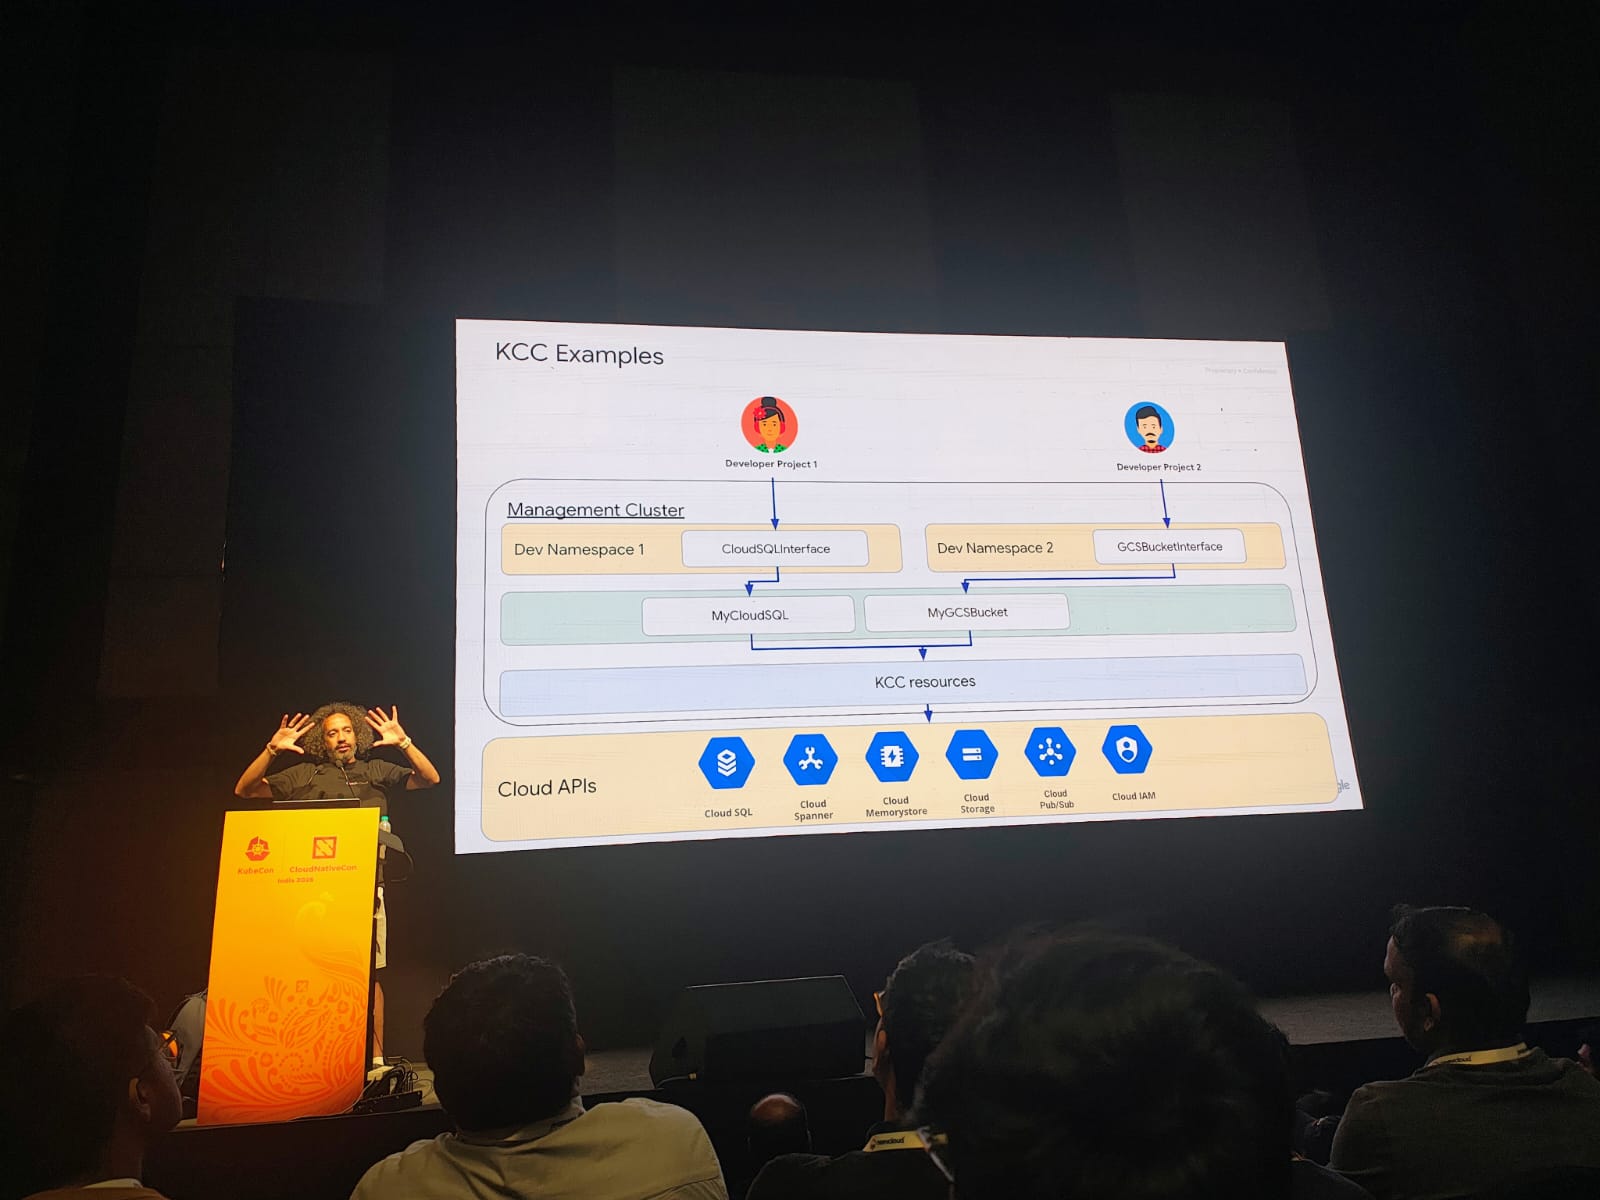 KCC Examples
Proprietary + Confidential
Developer Project 1
Developer Project 2
Management Cluster
Dev Namespace 1
CloudSQLInterface
Dev Namespace 2
GCSBucketInterface
MyCloudSQL
MyGCSBucket
KCC resources
Cloud APIs
Cloud SQL
Cloud
Spanner
Cloud
Memorystore
Cloud
Storage
Cloud
Pub/Sub
Cloud IAM
gle
KubeCon
CloudNativeCon